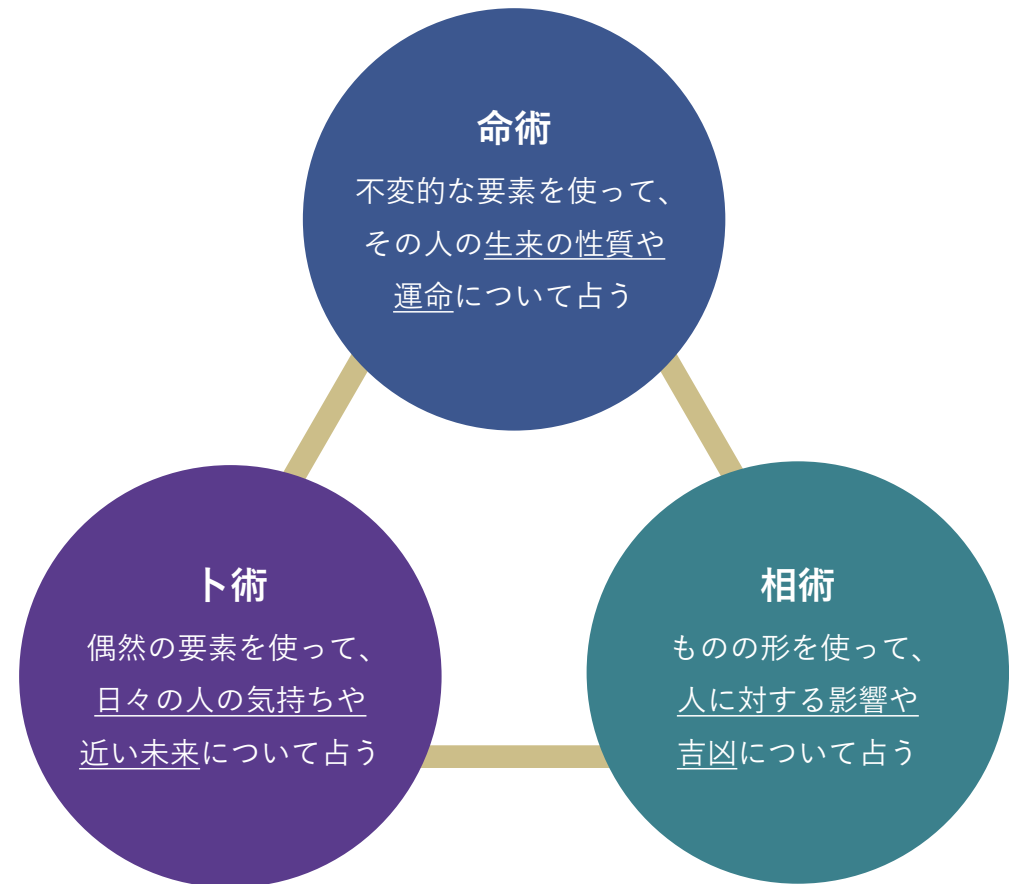 命術
不変的な要素を使って、
その人の生来の性質や
運命について占う
卜術
偶然の要素を使って、
日々の人の気持ちや
近い未来について占う
相術
ものの形を使って、
人に対する影響や
吉凶について占う